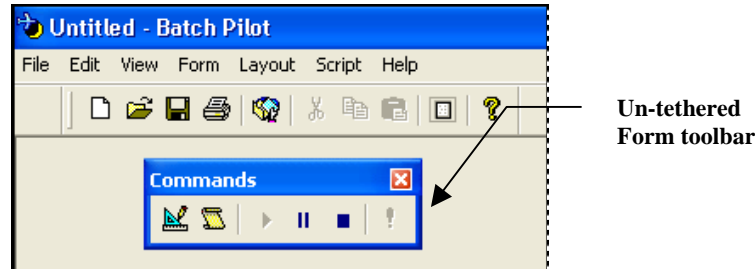 Untitled - Batch Pilot
File Edit View Form Layout Script Help
Un-tethered
Form toolbar
Commands